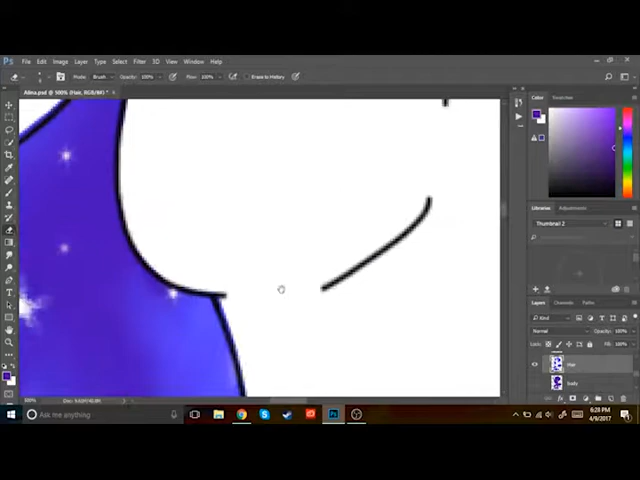 Ps File Edit Image Layer Type Select Filter 3D View Window Help
Mode: Brush Opacity: 100% Flow: 100% Erase to History
Alina.psd @ 500% (Hair, RGB/8#) *
Color
Libraries Adjustments
Thumbnail 2
Layers Channels Paths
Kind
Normal Opacity: 100%
Lock: Fill: 100%
Hair
body
Ask me anything
6:28 PM
4/9/2017